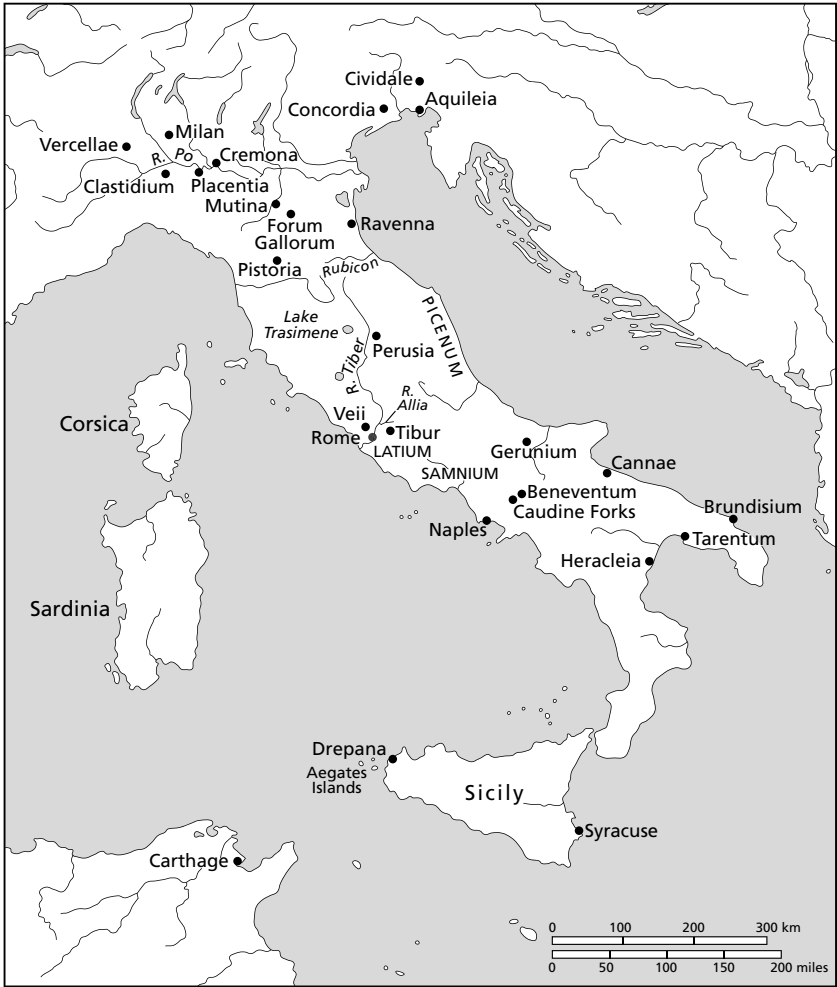 Cividale
Concordia
Aquileia
Vercellae
Milan
R. Po
Cremona
Clastidium
Placentia
Mutina
Forum
Gallorum
Ravenna
Pistoria
Rubicon
Lake
Trasimene
PICENUM
Perusia
R. Tiber
R.
Allia
Corsica
Veii
Rome
Tibur
LATIUM
Gerunium
Cannae
SAMNIUM
Beneventum
Caudine Forks
Brundisium
Naples
Tarentum
Heracleia
Sardinia
Drepana
Aegates
Islands
Sicily
Syracuse
Carthage
0 100 200 300 km
0 50 100 150 200 miles